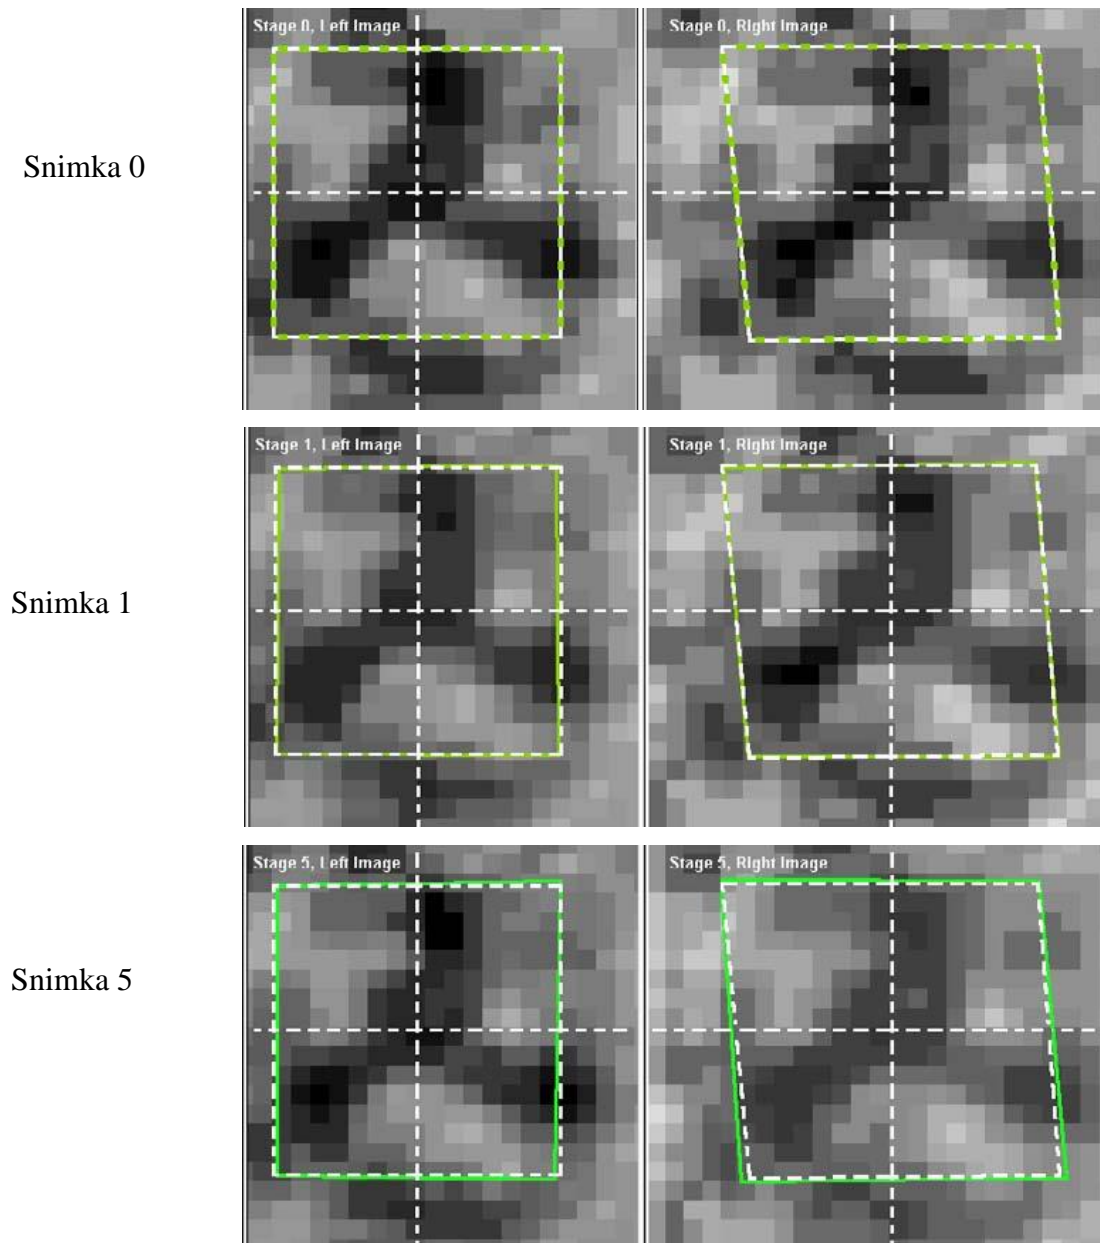 Stage 0, Left Image
Stage 0, Right Image
Snimka 0
Stage 1, Left Image
Stage 1, Right Image
Snimka 1
Stage 5, Left Image
Stage 5, Right Image
Snimka 5